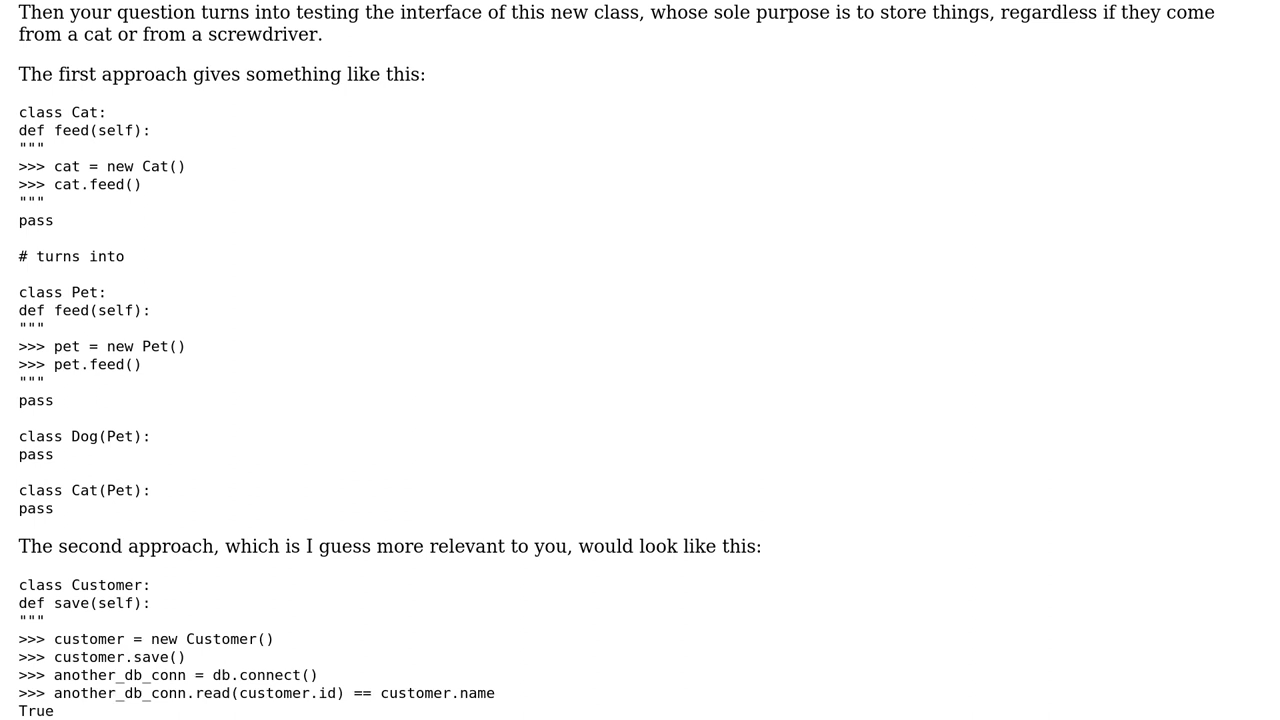 Then your question turns into testing the interface of this new class, whose sole purpose is to store things, regardless if they come
from a cat or from a screwdriver.
The first approach gives something like this:
class Cat:
def feed(self):
"""
>>> cat = new Cat()
>>> cat.feed()
"""
pass
# turns into
class Pet:
def feed(self):
"""
>>> pet = new Pet()
>>> pet.feed()
"""
pass
class Dog(Pet):
pass
class Cat(Pet):
pass
The second approach, which is I guess more relevant to you, would look like this:
class Customer:
def save(self):
"""
>>> customer = new Customer()
>>> customer.save()
>>> another_db_conn = db.connect()
>>> another_db_conn.read(customer.id) == customer.name
True